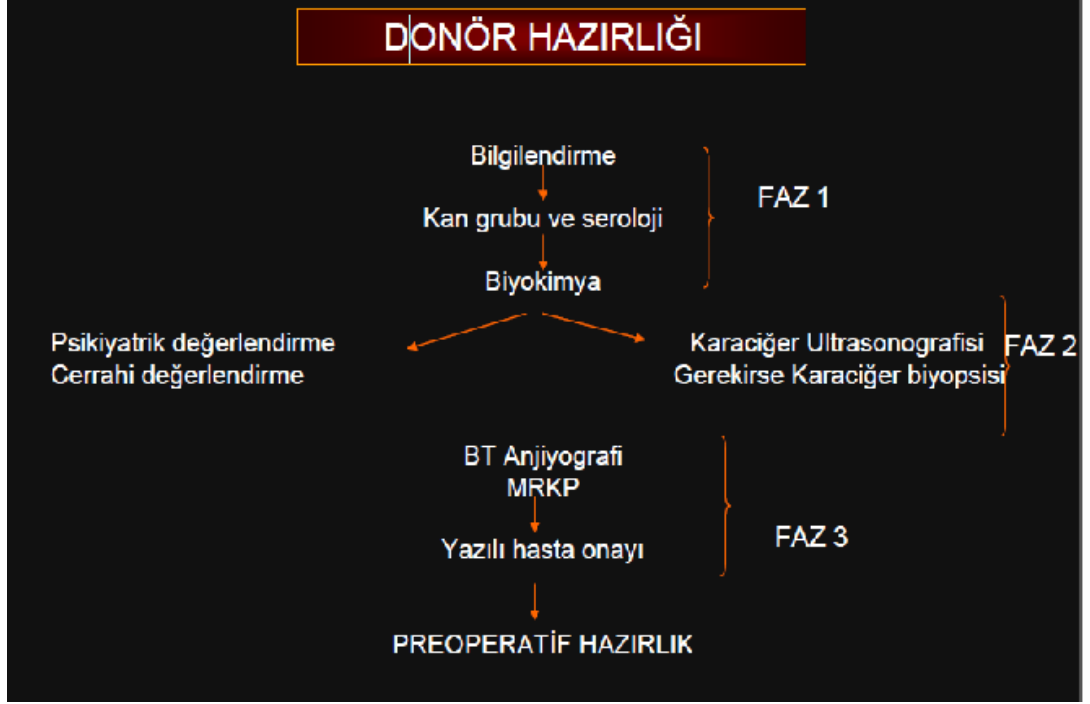 DONÖR HAZIRLIĞI
Bilgilendirme
FAZ 1
Kan grubu ve seroloji
Biyokimya
Psikiyatrik değerlendirme
Cerrahi değerlendirme
Karaciğer Ultrasonografisi
Gerekirse Karaciğer biyopsisi
FAZ 2
BT Anjiyografi
MRKP
Yazılı hasta onayı
FAZ 3
PREOPERATİF HAZIRLIK